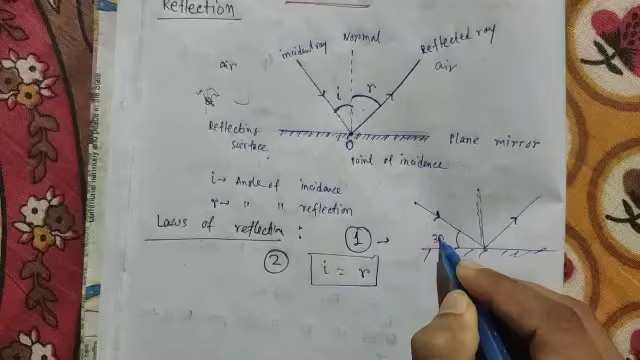 Reflection
Normal
incident ray
Reflected ray
air
air
i
r
Reflecting surface
O
Plane mirror
Point of incidence
i → Angle of incidence
r → " " reflection
Laws of reflection :
① →
② i = r